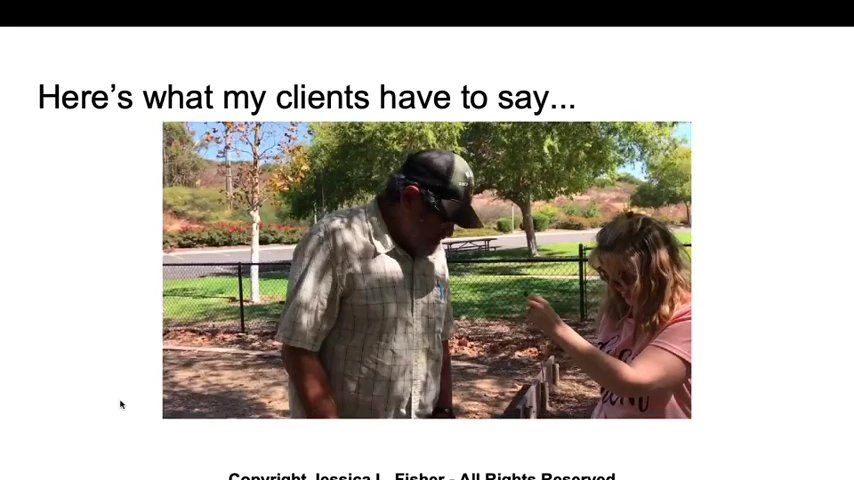 Here’s what my clients have to say...
Copyright Jessica L. Fisher - All Rights Reserved